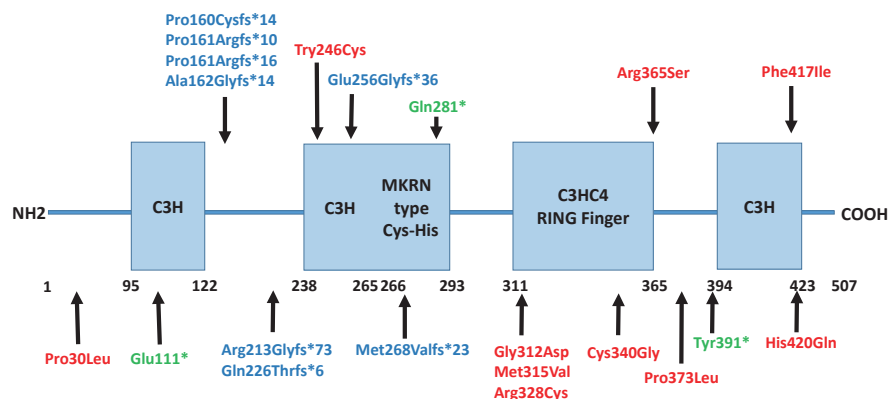 Pro160Cysfs*14
Pro161Argfs*10
Pro161Argfs*16
Ala162Glyfs*14
Try246Cys
Glu256Glyfs*36
Gln281*
Arg365Ser
Phe417Ile
NH2
C3H
C3H
MKRN
type
Cys-His
C3HC4
RING Finger
C3H
COOH
1
95
122
238
265
266
293
311
365
394
423
507
Pro30Leu
Glu111*
Arg213Glyfs*73
Gln226Thrfs*6
Met268Valfs*23
Gly312Asp
Met315Val
Arg328Cys
Cys340Gly
Pro373Leu
Tyr391*
His420Gln